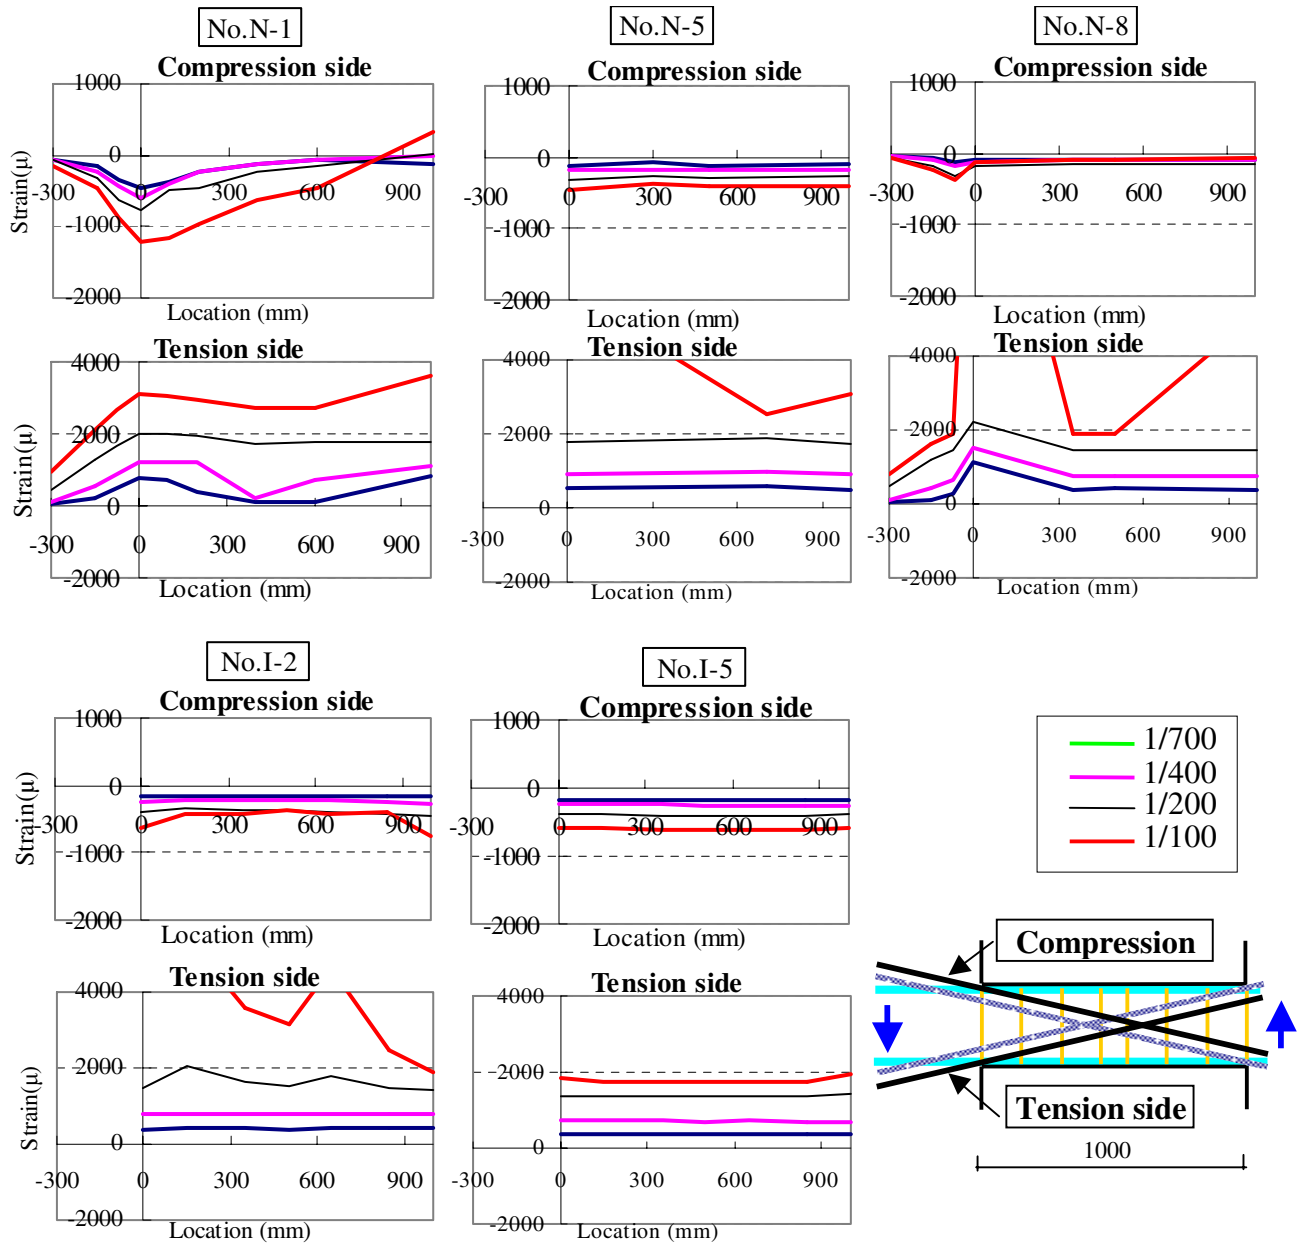 No.N-1
Compression side
1000
0
-1000
-2000
-300 0 300 600 900
Strain(μ)
Location (mm)
Tension side
4000
2000
0
-2000
-300 0 300 600 900
Strain(μ)
Location (mm)
No.N-5
Compression side
1000
0
-1000
-2000
-300 0 300 600 900
Location (mm)
Tension side
4000
2000
0
-2000
-300 0 300 600 900
Location (mm)
No.N-8
Compression side
1000
0
-1000
-2000
-300 0 300 600 900
Location (mm)
Tension side
4000
2000
0
-2000
-300 0 300 600 900
Location (mm)
No.I-2
Compression side
1000
0
-1000
-2000
-300 0 300 600 900
Strain(μ)
Location (mm)
Tension side
4000
2000
0
-2000
-300 0 300 600 900
Strain(μ)
Location (mm)
No.I-5
Compression side
1000
0
-1000
-2000
-300 0 300 600 900
Location (mm)
Tension side
4000
2000
0
-2000
-300 0 300 600 900
Location (mm)
1/700
1/400
1/200
1/100
Compression
Tension side
1000